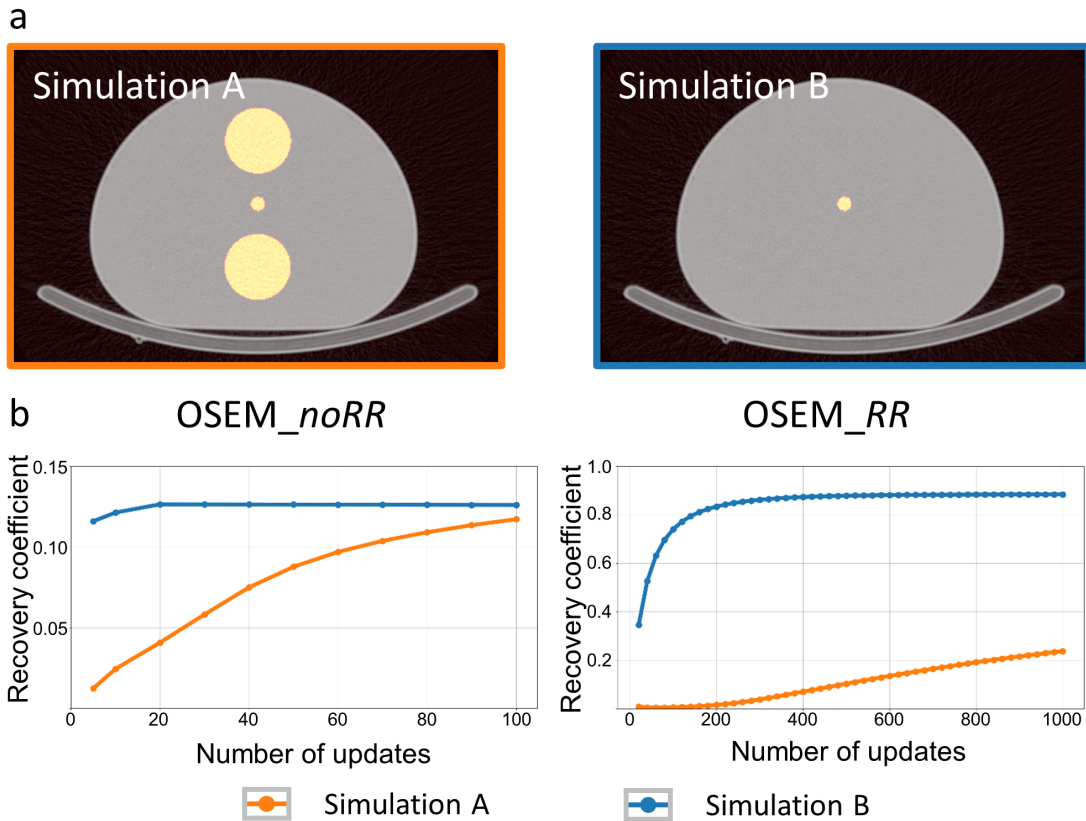 a
Simulation A
Simulation B
b
OSEM_noRR
OSEM_RR
Recovery coefficient
0.15
0.10
0.05
0
20
40
60
80
100
Number of updates
Recovery coefficient
1.0
0.8
0.6
0.4
0.2
0
200
400
600
800
1000
Number of updates
Simulation A
Simulation B